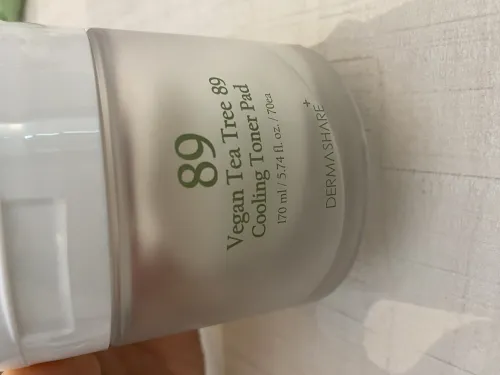 89
Vegan Tea Tree 89
Cooling Toner Pad
170 ml / 5.74 fl. oz. / 70ea
DERMASHARE+